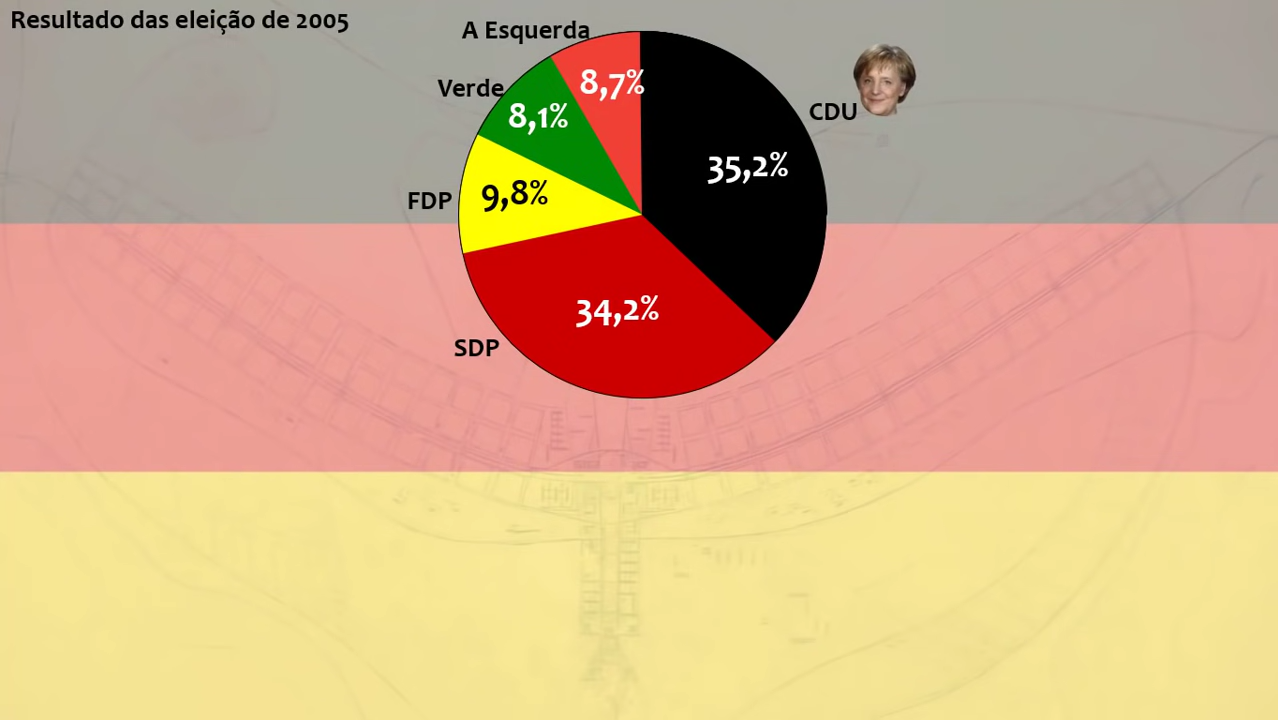 Resultado das eleição de 2005
A Esquerda
8,7%
Verde
8,1%
CDU
35,2%
FDP
9,8%
34,2%
SDP